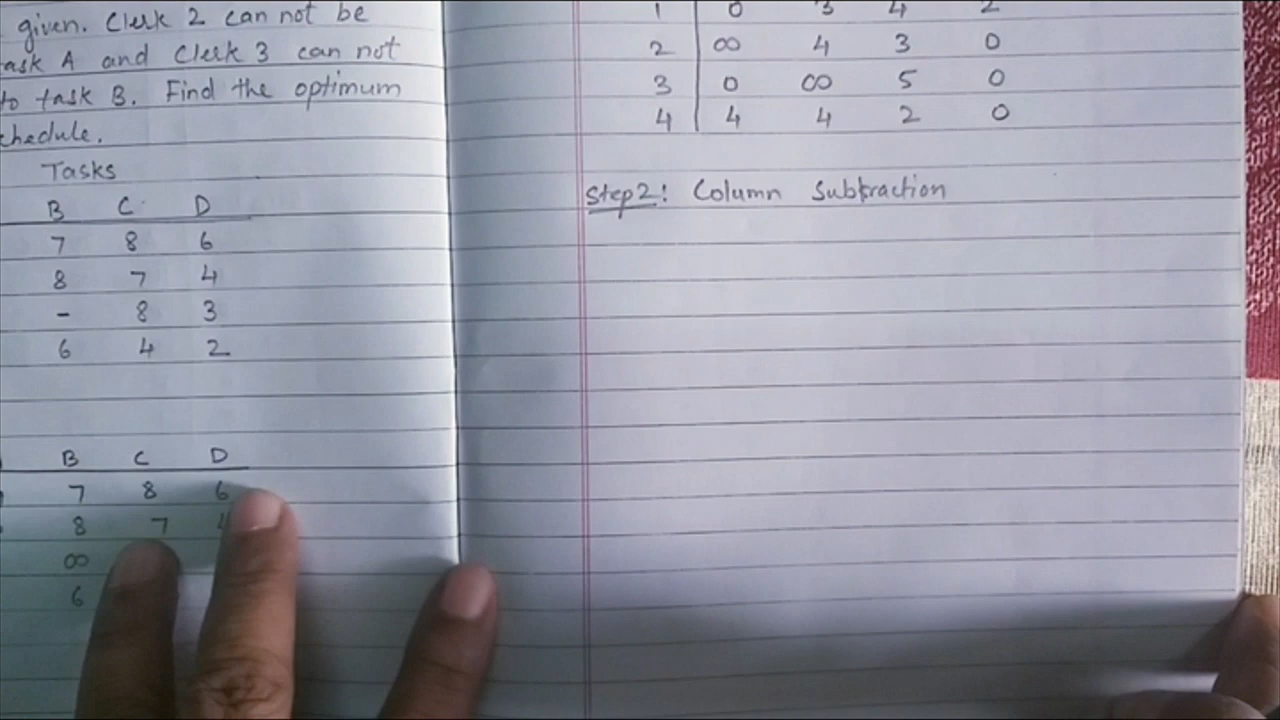 given. Clerk 2 can not be
ask A and Clerk 3 can not
to task B. Find the optimum
chedule.
Tasks
B C D
7 8 6
8 7 4
- 8 3
6 4 2
B C D
7 8 6
8 7 4
∞
6
1 0 3 4 2
2 ∞ 4 3 0
3 0 ∞ 5 0
4 4 4 2 0
Step2: Column Subtraction